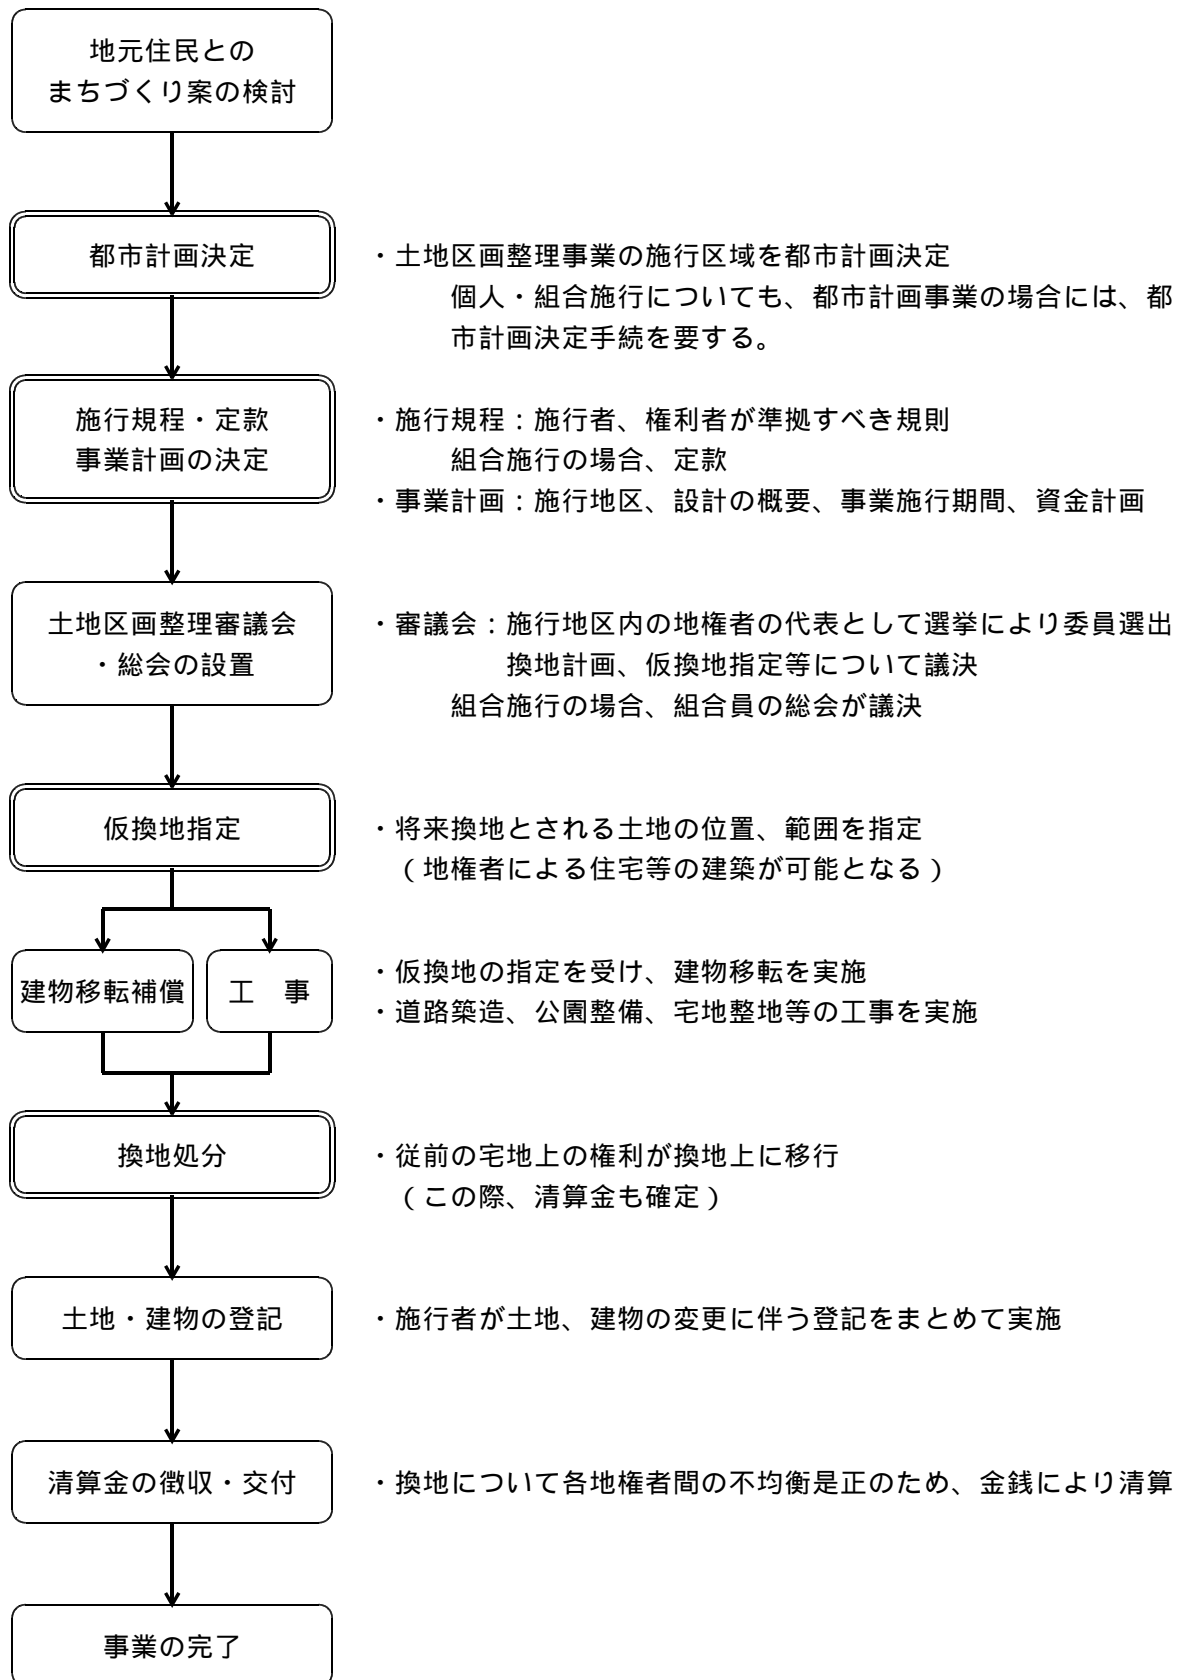 地元住民との
まちづくり案の検討
都市計画決定
・土地区画整理事業の施行区域を都市計画決定
個人・組合施行についても、都市計画事業の場合には、都
市計画決定手続を要する。
施行規程・定款
事業計画の決定
・施行規程：施行者、権利者が準拠すべき規則
組合施行の場合、定款
・事業計画：施行地区、設計の概要、事業施行期間、資金計画
土地区画整理審議会
・総会の設置
・審議会：施行地区内の地権者の代表として選挙により委員選出
換地計画、仮換地指定等について議決
組合施行の場合、組合員の総会が議決
仮換地指定
・将来換地とされる土地の位置、範囲を指定
（地権者による住宅等の建築が可能となる）
建物移転補償
工　事
・仮換地の指定を受け、建物移転を実施
・道路築造、公園整備、宅地整地等の工事を実施
換地処分
・従前の宅地上の権利が換地上に移行
（この際、清算金も確定）
土地・建物の登記
・施行者が土地、建物の変更に伴う登記をまとめて実施
清算金の徴収・交付
・換地について各地権者間の不均衡是正のため、金銭により清算
事業の完了